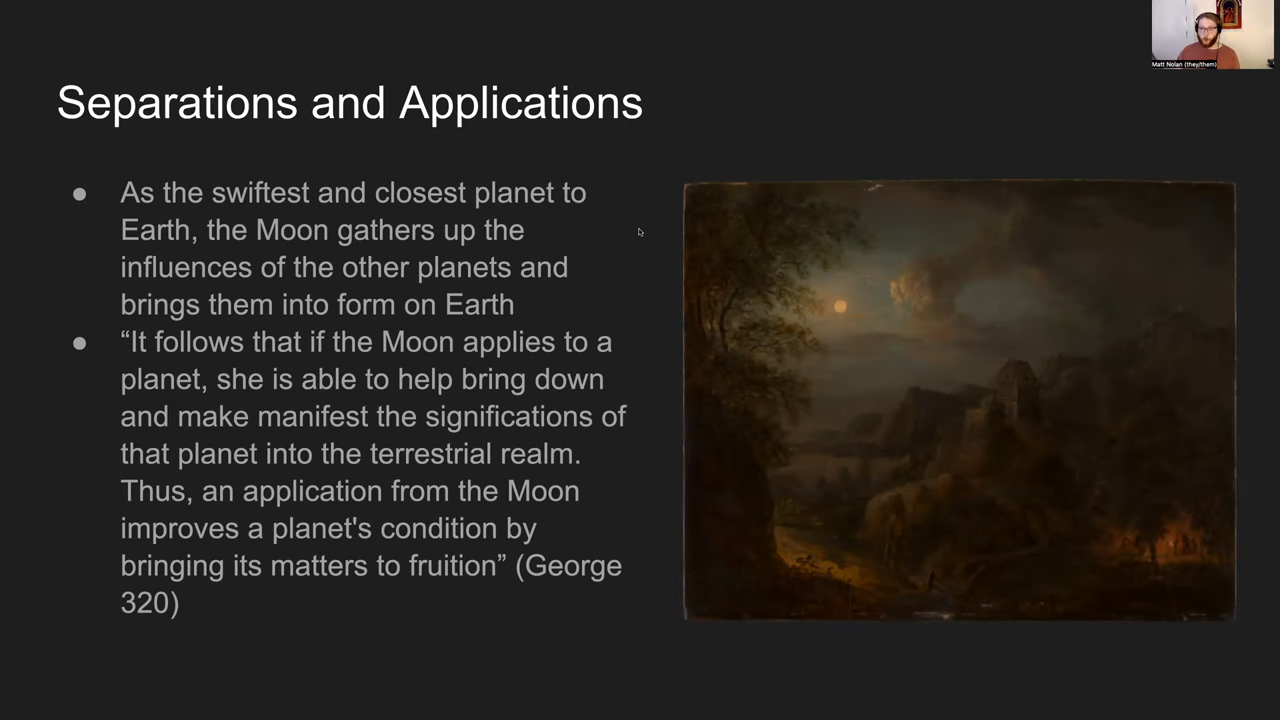 Matt Nolan (they/them)
Separations and Applications
● As the swiftest and closest planet to
Earth, the Moon gathers up the
influences of the other planets and
brings them into form on Earth
● “It follows that if the Moon applies to a
planet, she is able to help bring down
and make manifest the significations of
that planet into the terrestrial realm.
Thus, an application from the Moon
improves a planet's condition by
bringing its matters to fruition” (George
320)